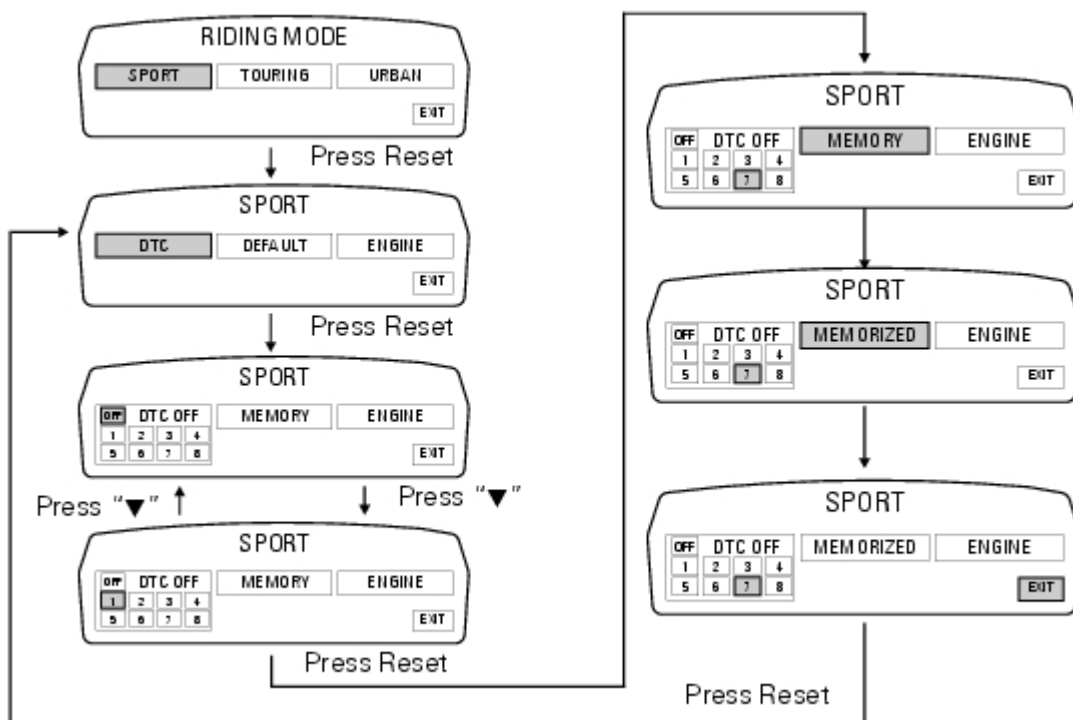 RIDING MODE
SPORT TOURING URBAN
EXIT
Press Reset
SPORT
DTC DEFAULT ENGINE
EXIT
Press Reset
SPORT
OFF DTC OFF MEMORY ENGINE
1 2 3 4
5 6 7 8
EXIT
Press "▼" Press "▼"
SPORT
OFF DTC OFF MEMORY ENGINE
1 2 3 4
5 6 7 8
EXIT
Press Reset
SPORT
OFF DTC OFF MEMORY ENGINE
1 2 3 4
5 6 7 8
EXIT
SPORT
OFF DTC OFF MEMORIZED ENGINE
1 2 3 4
5 6 7 8
EXIT
SPORT
OFF DTC OFF MEMORIZED ENGINE
1 2 3 4
5 6 7 8
EXIT
Press Reset